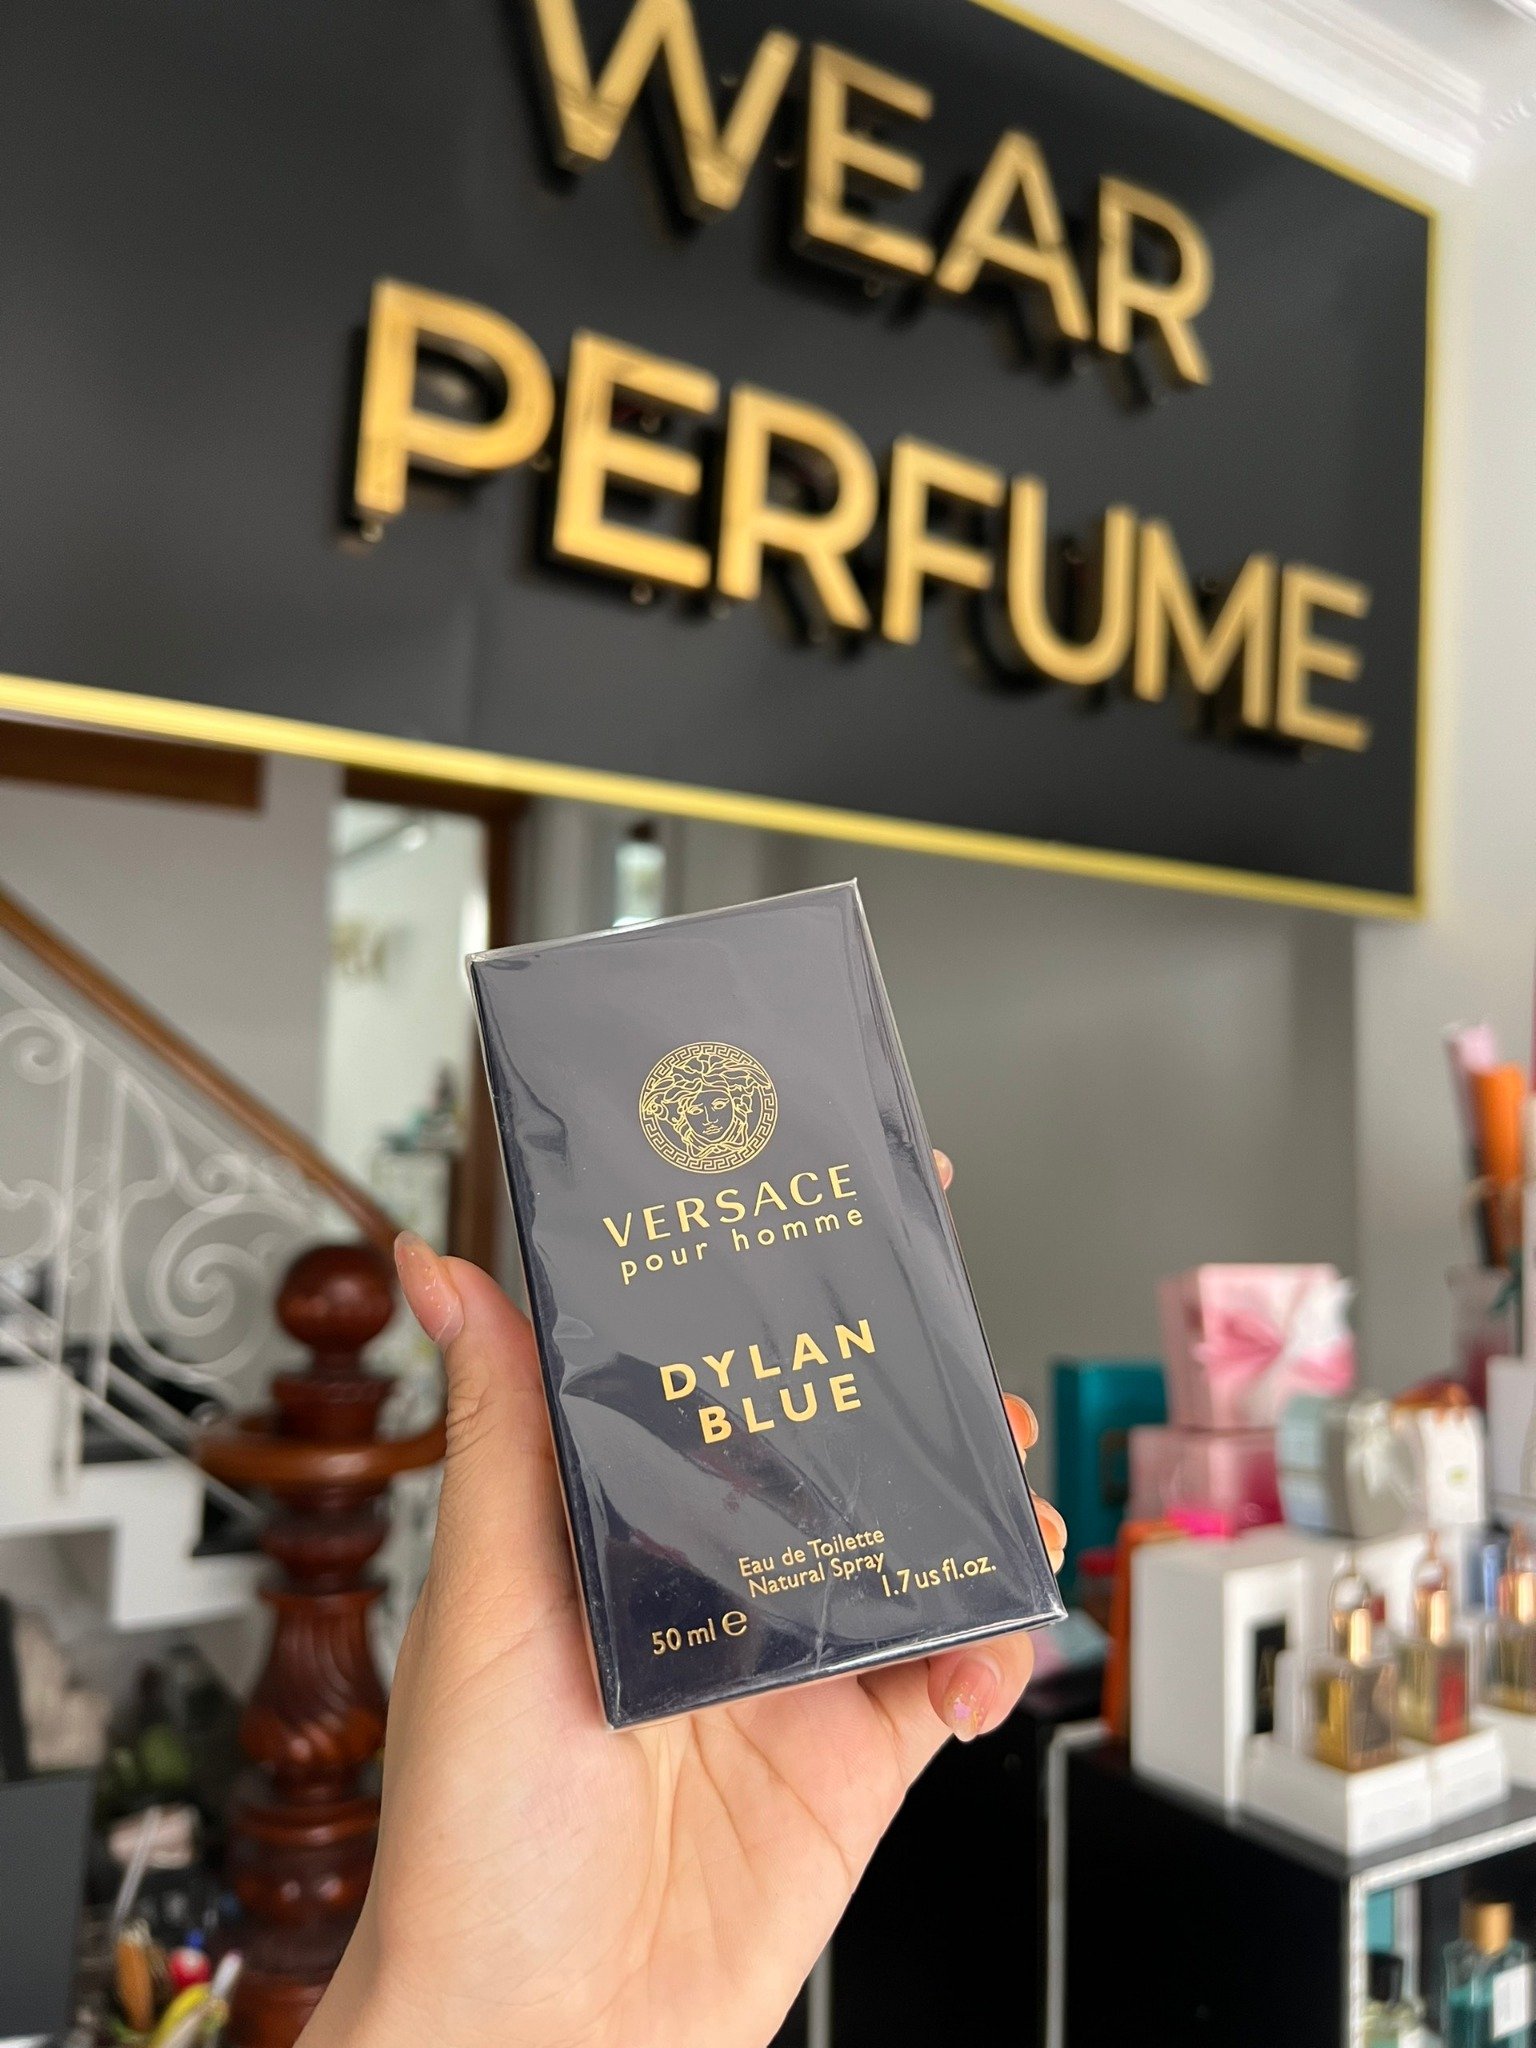 WEAR
PERFUME
VERSACE
pour homme
DYLAN
BLUE
Eau de Toilette
Natural Spray
1.7 us fl.oz.
50 ml e